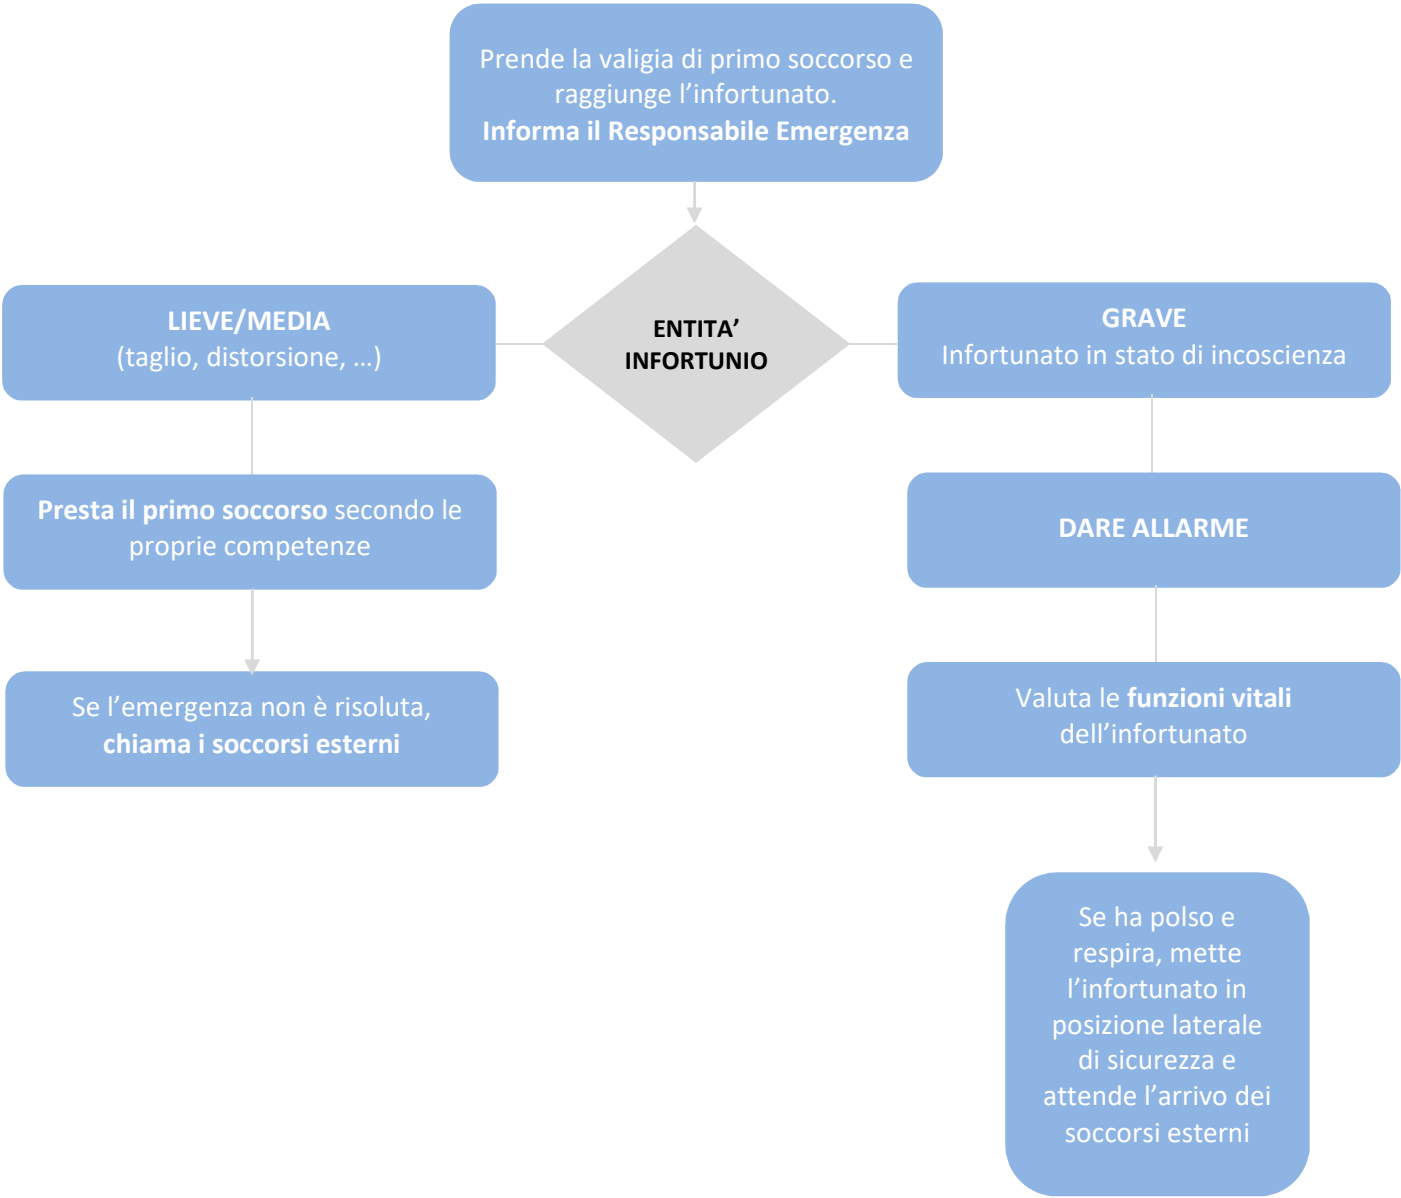 Prende la valigia di primo soccorso e
raggiunge l’infortunato.
Informa il Responsabile Emergenza
ENTITA’
INFORTUNIO
LIEVE/MEDIA
(taglio, distorsione, …)
Presta il primo soccorso secondo le
proprie competenze
Se l’emergenza non è risoluta,
chiama i soccorsi esterni
GRAVE
Infortunato in stato di incoscienza
DARE ALLARME
Valuta le funzioni vitali
dell’infortunato
Se ha polso e
respira, mette
l’infortunato in
posizione laterale
di sicurezza e
attende l’arrivo dei
soccorsi esterni